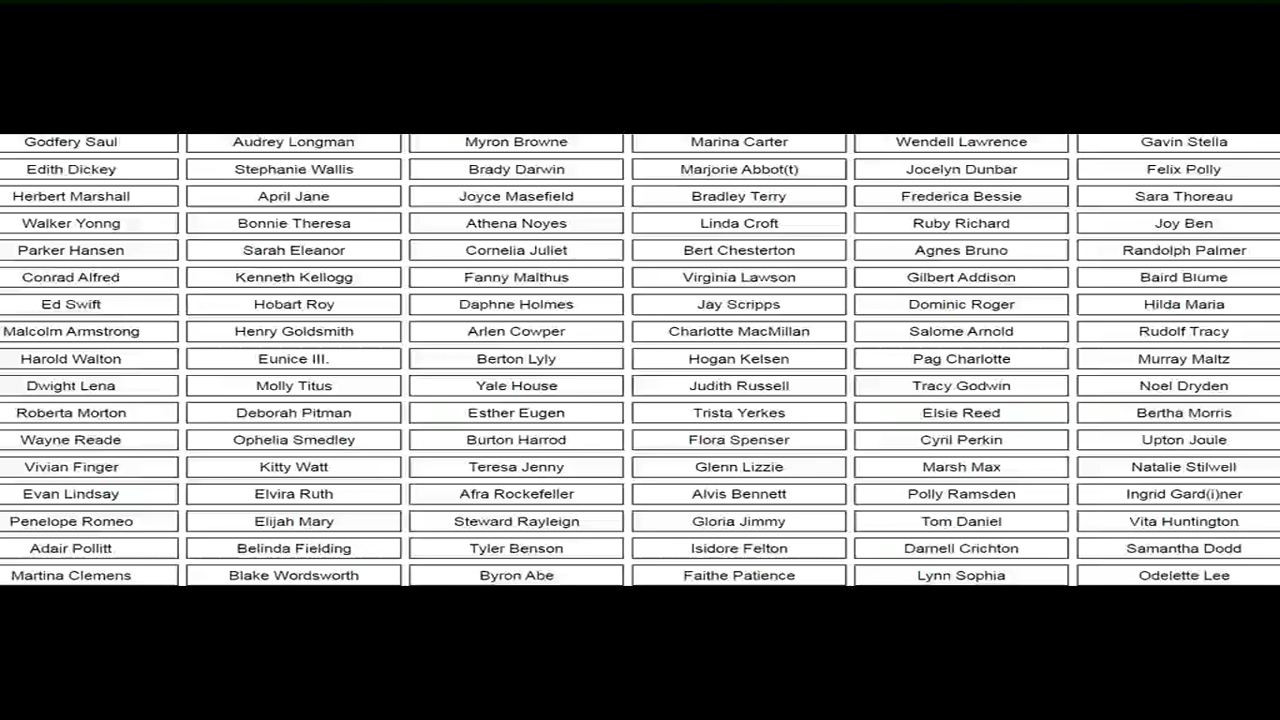 Godfery Saul Audrey Longman Myron Browne Marina Carter Wendell Lawrence Gavin Stella
Edith Dickey Stephanie Wallis Brady Darwin Marjorie Abbot(t) Jocelyn Dunbar Felix Polly
Herbert Marshall April Jane Joyce Masefield Bradley Terry Frederica Bessie Sara Thoreau
Walker Yonng Bonnie Theresa Athena Noyes Linda Croft Ruby Richard Joy Ben
Parker Hansen Sarah Eleanor Cornelia Juliet Bert Chesterton Agnes Bruno Randolph Palmer
Conrad Alfred Kenneth Kellogg Fanny Malthus Virginia Lawson Gilbert Addison Baird Blume
Ed Swift Hobart Roy Daphne Holmes Jay Scripps Dominic Roger Hilda Maria
Malcolm Armstrong Henry Goldsmith Arlen Cowper Charlotte MacMillan Salome Arnold Rudolf Tracy
Harold Walton Eunice III. Berton Lyly Hogan Kelsen Pag Charlotte Murray Maltz
Dwight Lena Molly Titus Yale House Judith Russell Tracy Godwin Noel Dryden
Roberta Morton Deborah Pitman Esther Eugen Trista Yerkes Elsie Reed Bertha Morris
Wayne Reade Ophelia Smedley Burton Harrod Flora Spenser Cyril Perkin Upton Joule
Vivian Finger Kitty Watt Teresa Jenny Glenn Lizzie Marsh Max Natalie Stilwell
Evan Lindsay Elvira Ruth Afra Rockefeller Alvis Bennett Polly Ramsden Ingrid Gard(i)ner
Penelope Romeo Elijah Mary Steward Rayleigh Gloria Jimmy Tom Daniel Vita Huntington
Adair Pollitt Belinda Fielding Tyler Benson Isidore Felton Darnell Crichton Samantha Dodd
Martina Clemens Blake Wordsworth Byron Abe Faithe Patience Lynn Sophia Odelette Lee